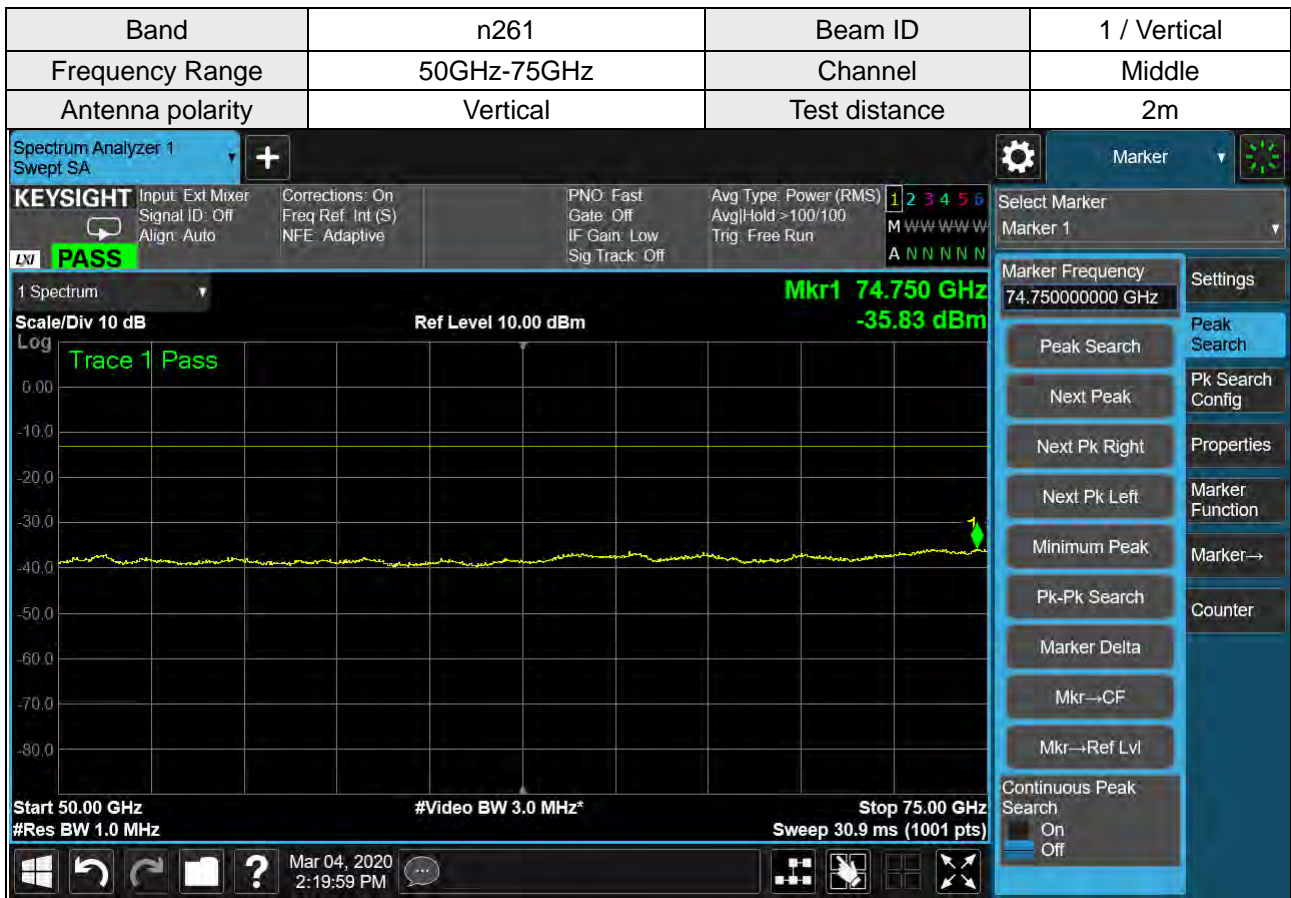 Band n261 Beam ID 1 / Vertical
Frequency Range 50GHz-75GHz Channel Middle
Antenna polarity Vertical Test distance 2m
Spectrum Analyzer 1
Swept SA
+
Marker
KEYSIGHT
Input: Ext Mixer
Signal ID: Off
Align: Auto
Corrections: On
Freq Ref: Int (S)
NFE: Adaptive
PNO: Fast
Gate: Off
IF Gain: Low
Sig Track: Off
Avg Type: Power (RMS)
Avg|Hold >100/100
Trig: Free Run
1 2 3 4 5 6
M W W W W W
A N N N N N
LXI PASS
Select Marker
Marker 1
1 Spectrum
Mkr1 74.750 GHz
-35.83 dBm
Scale/Div 10 dB
Ref Level 10.00 dBm
Log
Trace 1 Pass
0.00
-10.0
-20.0
-30.0
-40.0
-50.0
-60.0
-70.0
-80.0
1
Start 50.00 GHz
#Video BW 3.0 MHz*
Stop 75.00 GHz
#Res BW 1.0 MHz
Sweep 30.9 ms (1001 pts)
Marker Frequency
74.750000000 GHz
Peak Search
Next Peak
Next Pk Right
Next Pk Left
Minimum Peak
Pk-Pk Search
Marker Delta
Mkr→CF
Mkr→Ref Lvl
Continuous Peak
Search
On
Off
Settings
Peak
Search
Pk Search
Config
Properties
Marker
Function
Marker→
Counter
?
Mar 04, 2020
2:19:59 PM